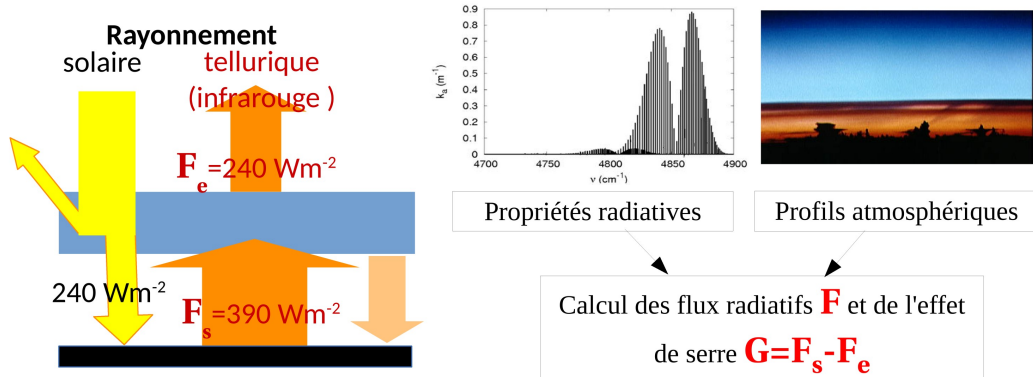 Rayonnement
solaire tellurique
(infrarouge )
Fe=240 Wm-2
240 Wm-2
Fs=390 Wm-2
0.9
0.8
0.7
0.6
0.5
0.4
0.3
0.2
0.1
0
ka (m-1)
4700 4750 4800 4850 4900
ν (cm-1)
Propriétés radiatives
Profils atmosphériques
Calcul des flux radiatifs F et de l'effet
de serre G=Fs-Fe